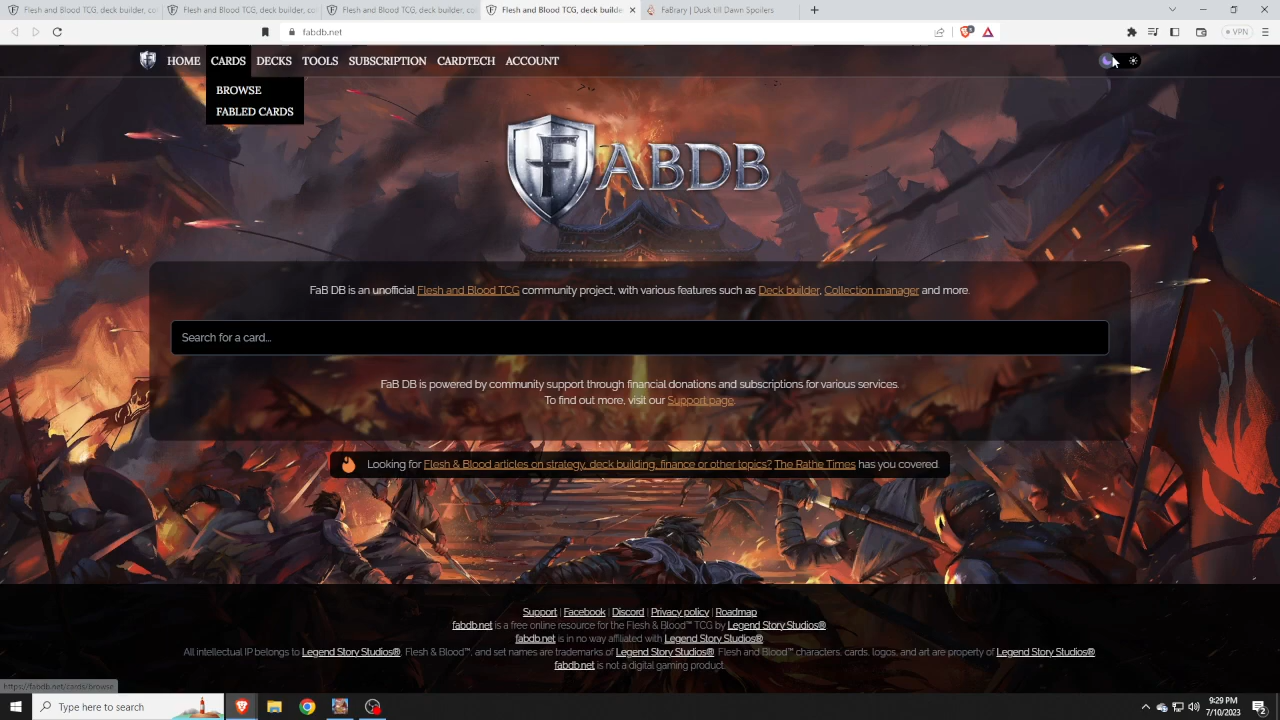 Flesh and Blood TCG, deck builder, co
Flesh and Blood TCG, deck builder, co
Flesh and Blood TCG, deck builder, co
Flesh and Blood TCG, deck builde
FaBrary | Dusk till Dawn Spoilers
fabdb.net
VPN
HOME
CARDS
DECKS
TOOLS
SUBSCRIPTION
CARDTECH
ACCOUNT
BROWSE
FABLED CARDS
FABDB
FaB DB is an unofficial Flesh and Blood TCG community project, with various features such as Deck builder, Collection manager and more.
Search for a card...
FaB DB is powered by community support through financial donations and subscriptions for various services.
To find out more, visit our Support page.
Looking for Flesh & Blood articles on strategy, deck building, finance or other topics? The Rathe Times has you covered.
Support | Facebook | Discord | Privacy policy | Roadmap
fabdb.net is a free online resource for the Flesh & Blood™ TCG by Legend Story Studios®.
fabdb.net is in no way affiliated with Legend Story Studios®.
All intellectual IP belongs to Legend Story Studios®, Flesh & Blood™, and set names are trademarks of Legend Story Studios®. Flesh and Blood™ characters, cards, logos, and art are property of Legend Story Studios®
fabdb.net is not a digital gaming product.
https://fabdb.net/cards/browse
Type here to search
9:29 PM
7/10/2023
2